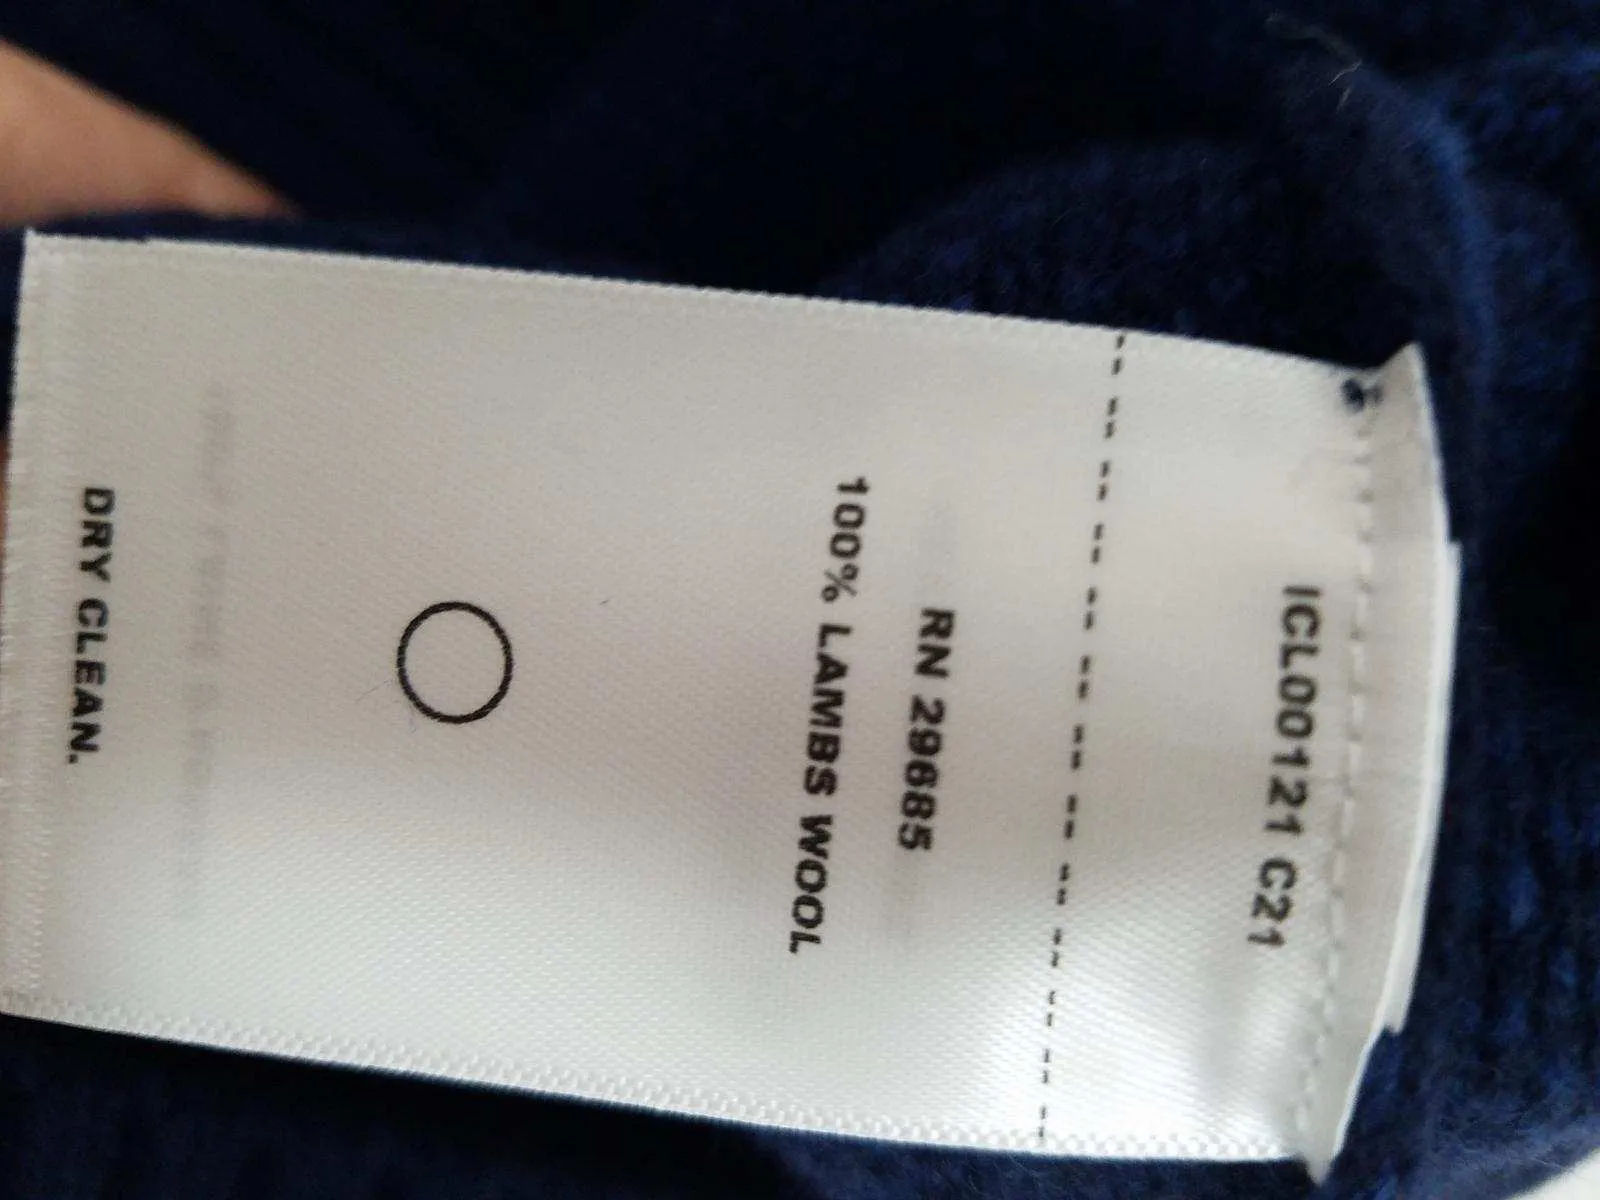 ICL00121 C21
RN 29685
100% LAMBS WOOL
DRY CLEAN.